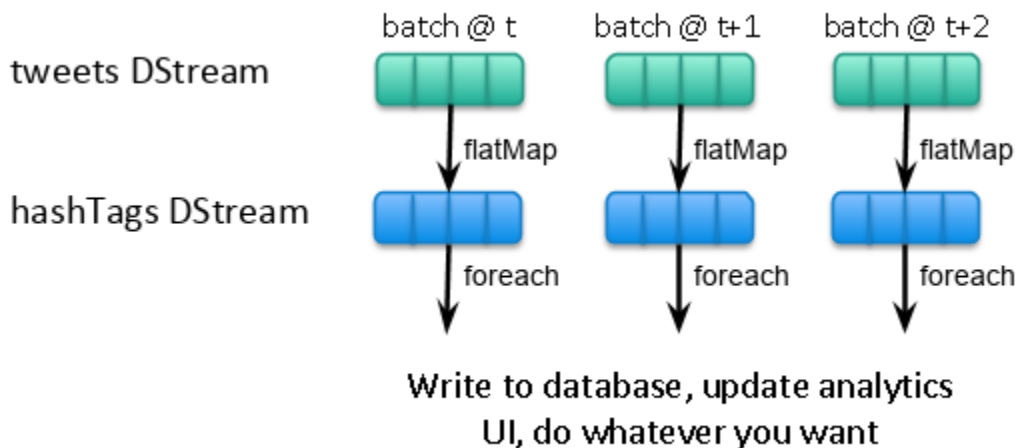 batch @ t batch @ t+1 batch @ t+2
tweets DStream
flatMap flatMap flatMap
hashTags DStream
foreach foreach foreach
Write to database, update analytics
UI, do whatever you want